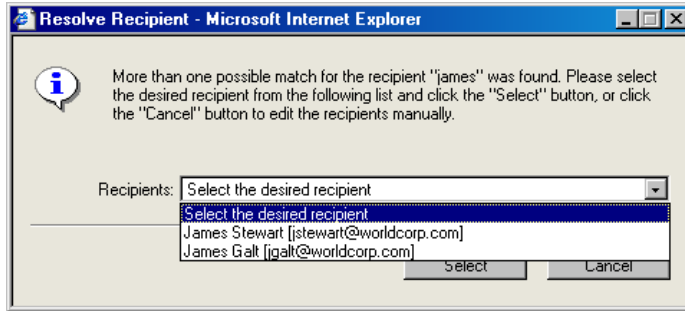 Resolve Recipient - Microsoft Internet Explorer
More than one possible match for the recipient "james" was found. Please select
the desired recipient from the following list and click the "Select" button, or click
the "Cancel" button to edit the recipients manually.
Recipients: Select the desired recipient
Select the desired recipient
James Stewart [jstewart@worldcorp.com]
James Galt [jgalt@worldcorp.com]
Select Cancel